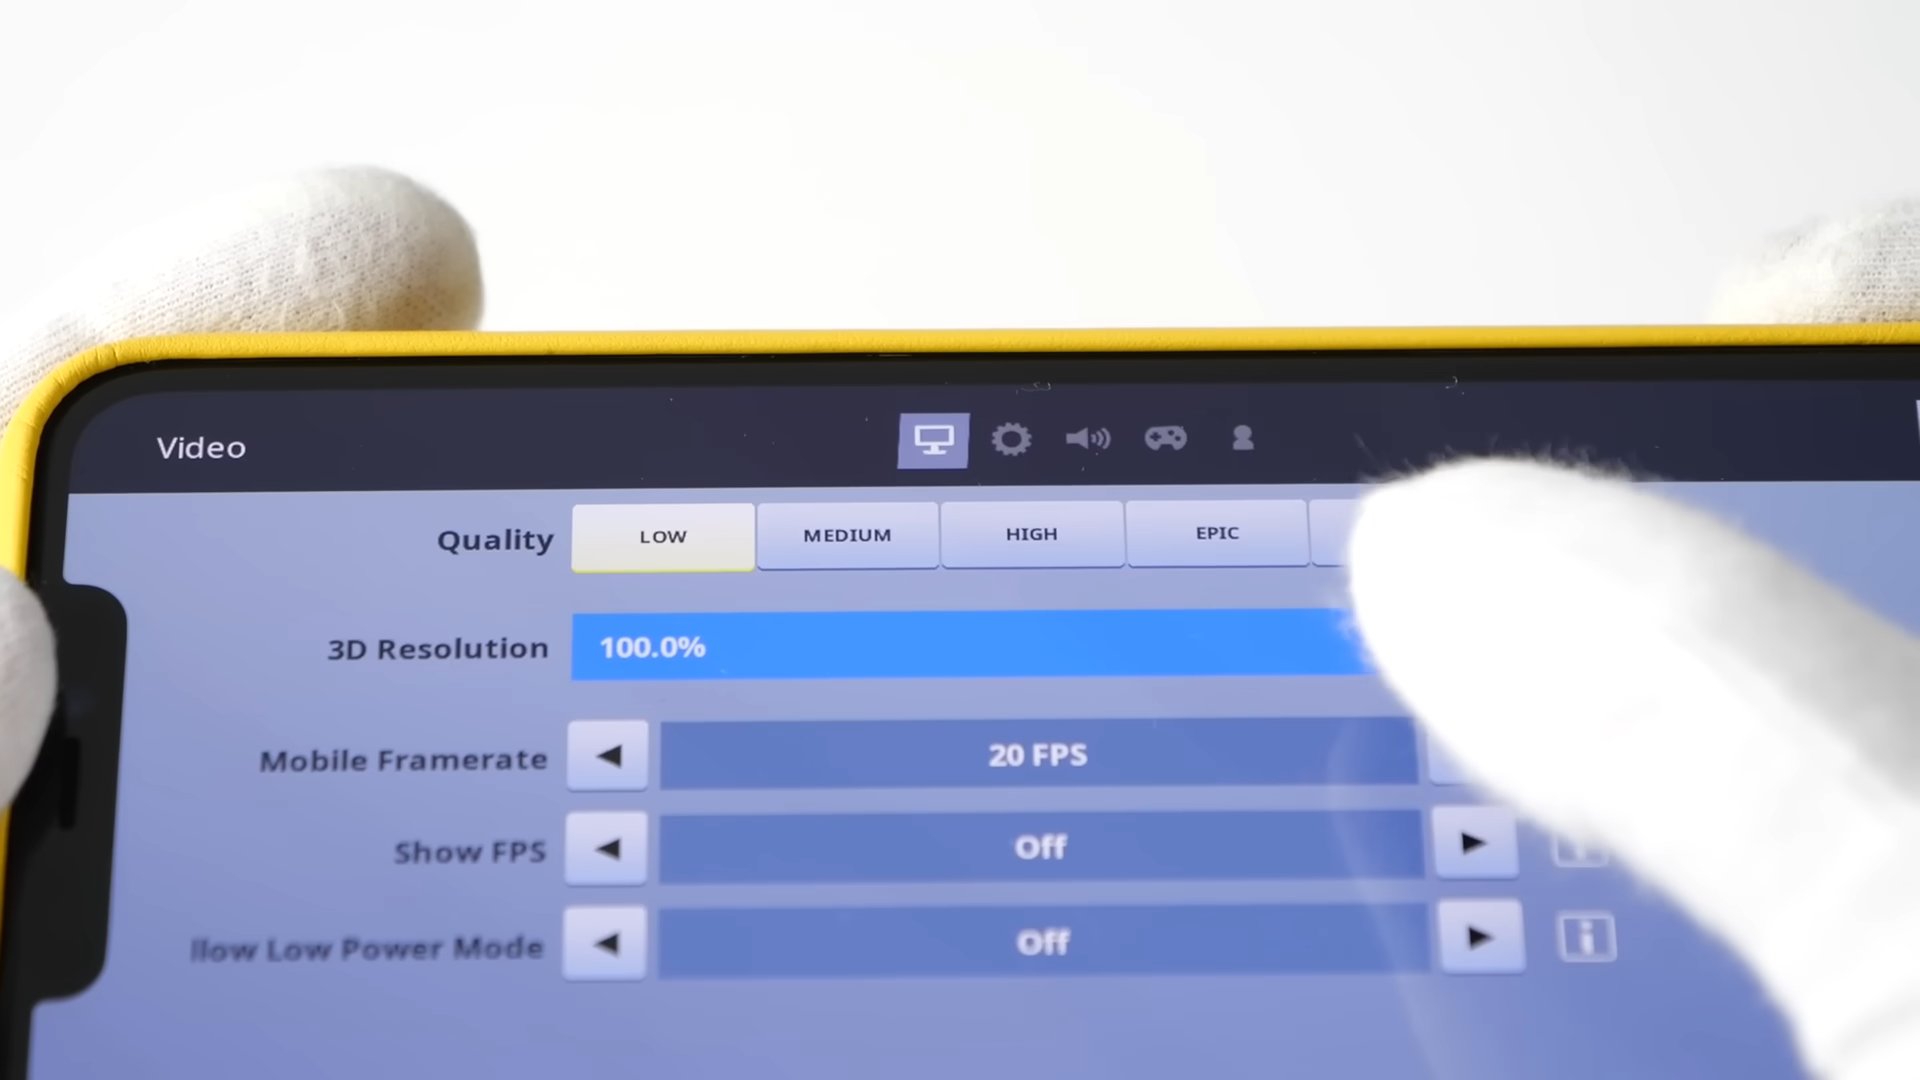 Video
Quality LOW MEDIUM HIGH EPIC
3D Resolution 100.0%
Mobile Framerate 20 FPS
Show FPS Off
llow Low Power Mode Off